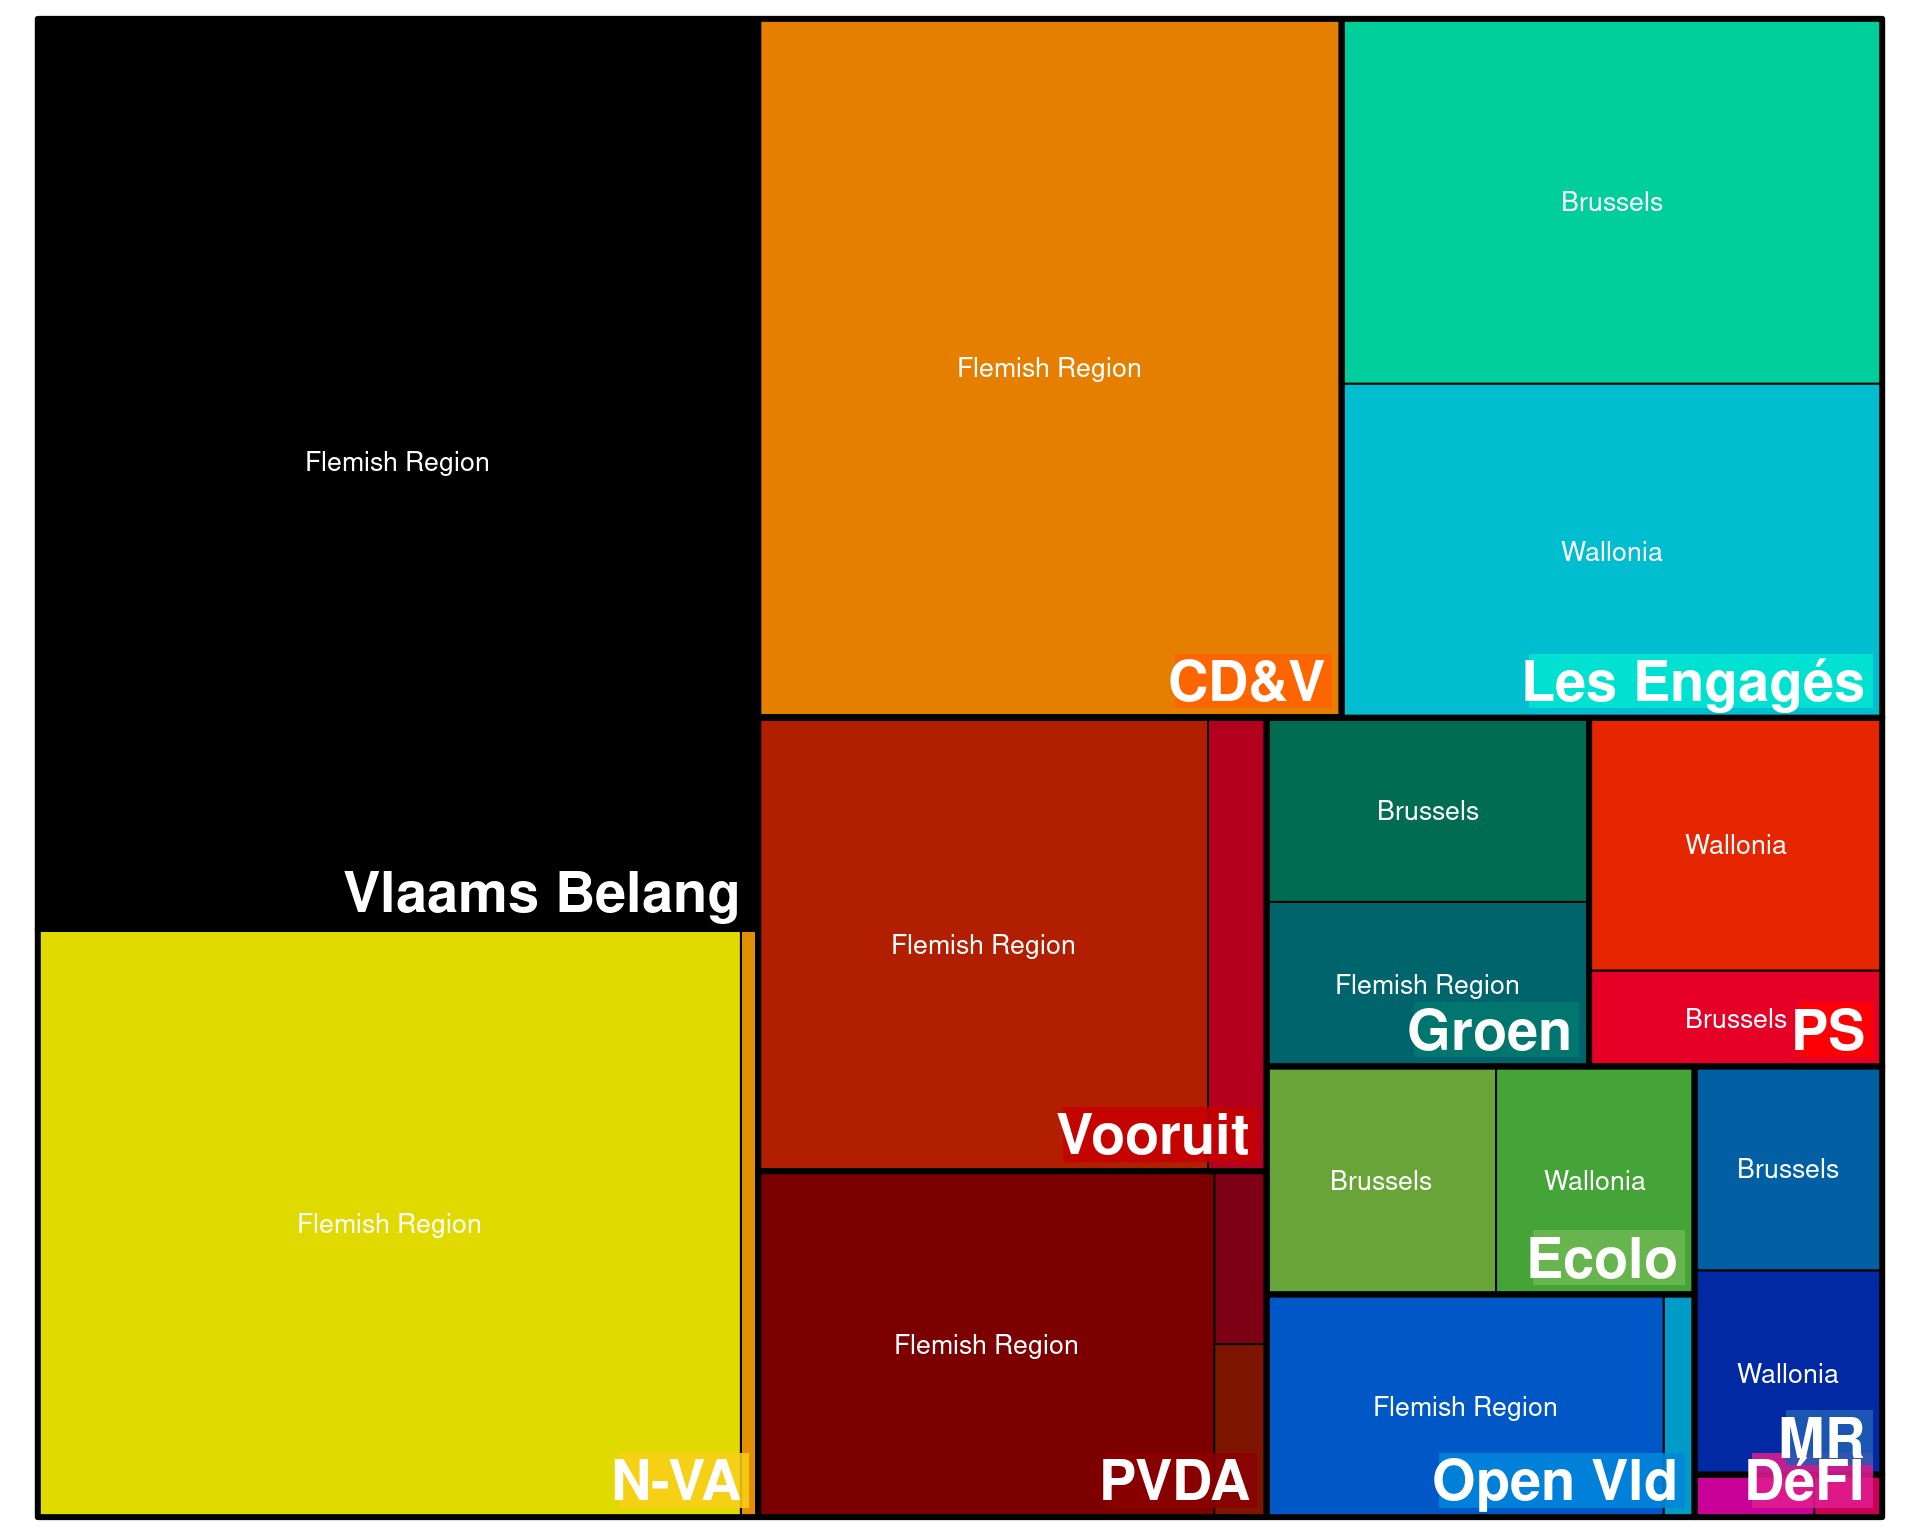 Flemish Region
Vlaams Belang
Flemish Region
N-VA
Flemish Region
CD&V
Brussels
Wallonia
Les Engagés
Flemish Region
Vooruit
Flemish Region
PVDA
Brussels
Flemish Region
Groen
Wallonia
Brussels
PS
Brussels
Wallonia
Ecolo
Flemish Region
Open Vld
Brussels
Wallonia
MR
DéFI